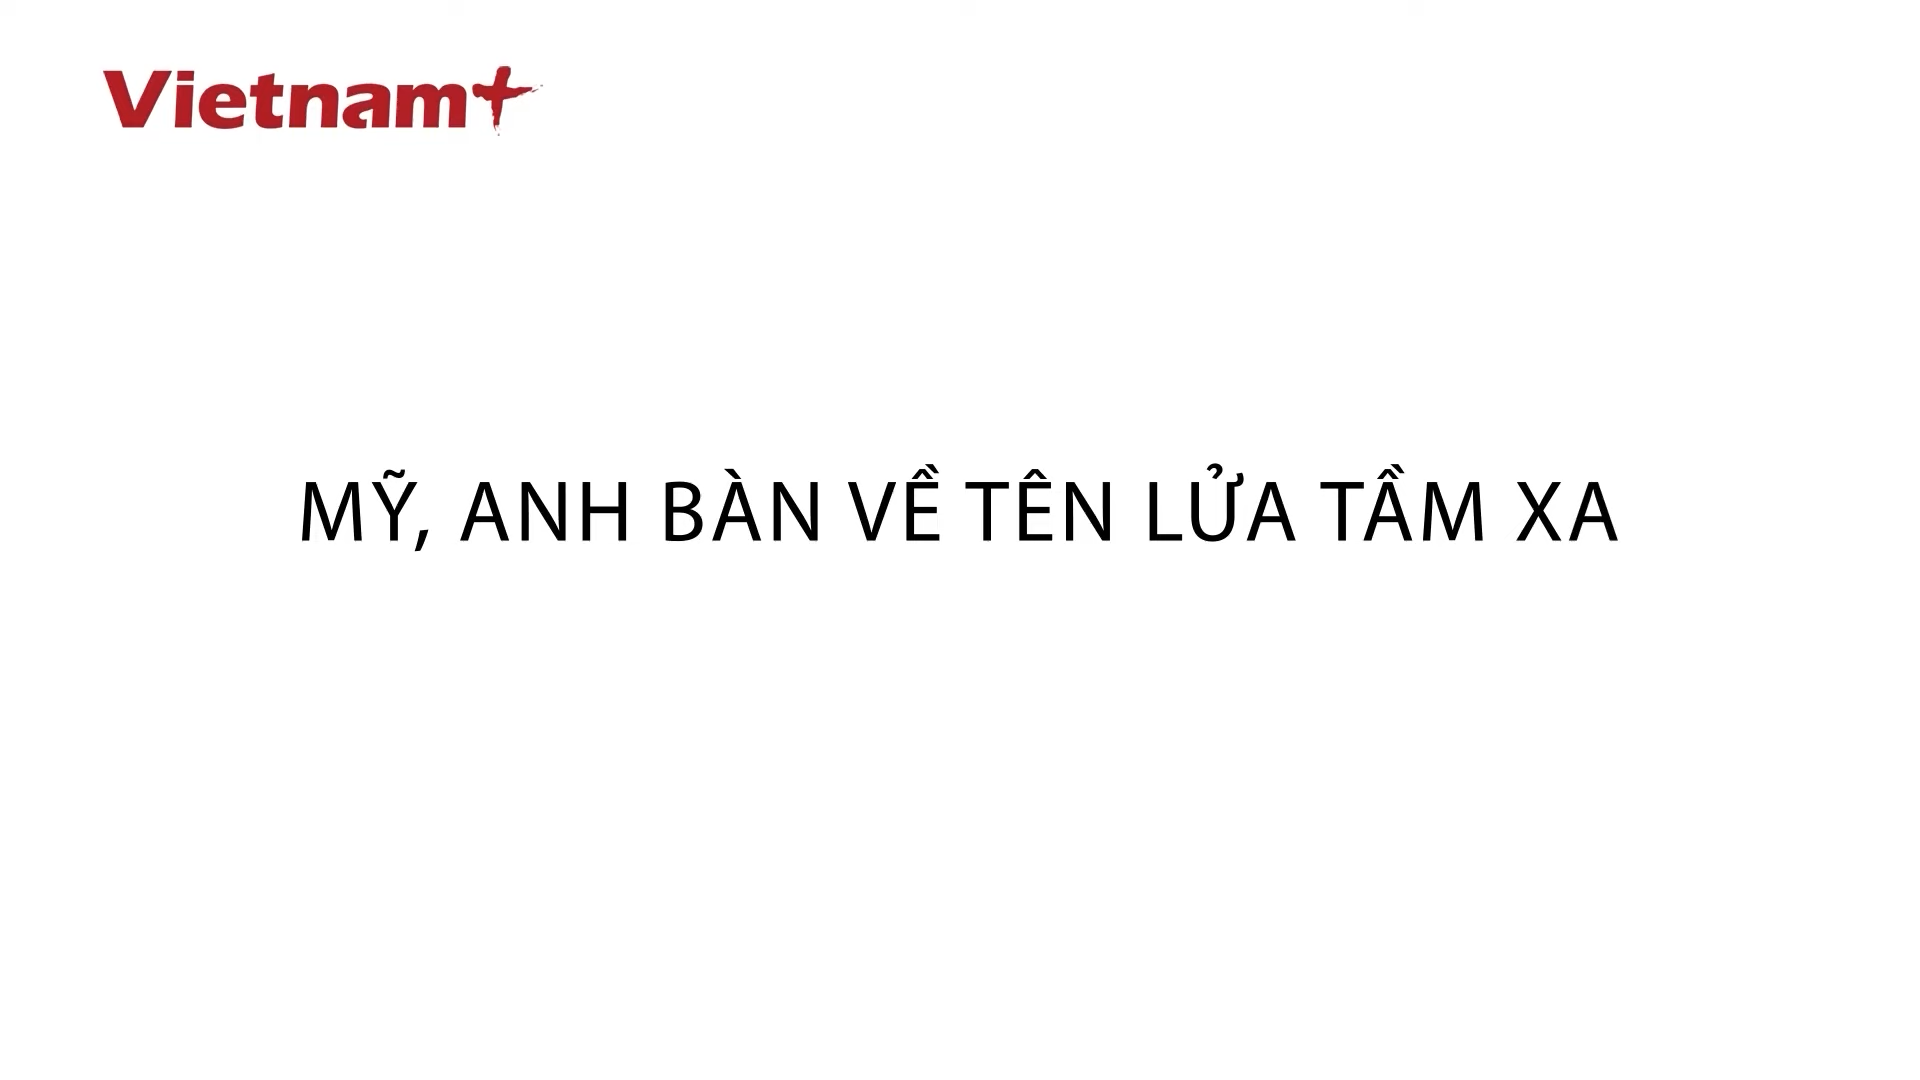 Vietnam+
MỸ, ANH BÀN VỀ TÊN LỬA TẦM XA